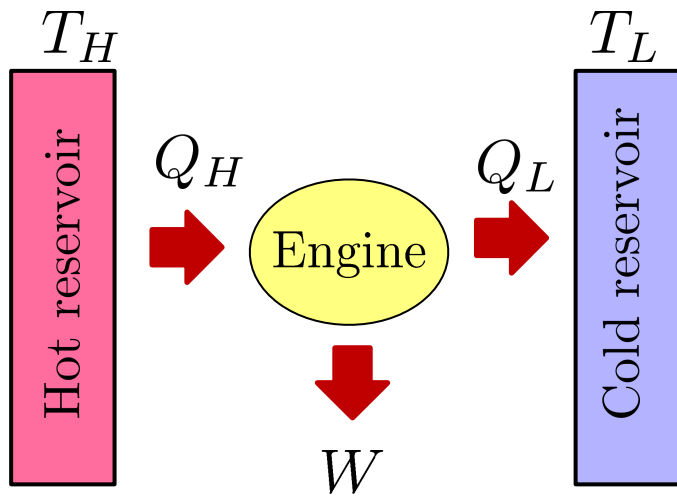 T_H
T_L
Hot reservoir
Q_H
Engine
Q_L
Cold reservoir
W